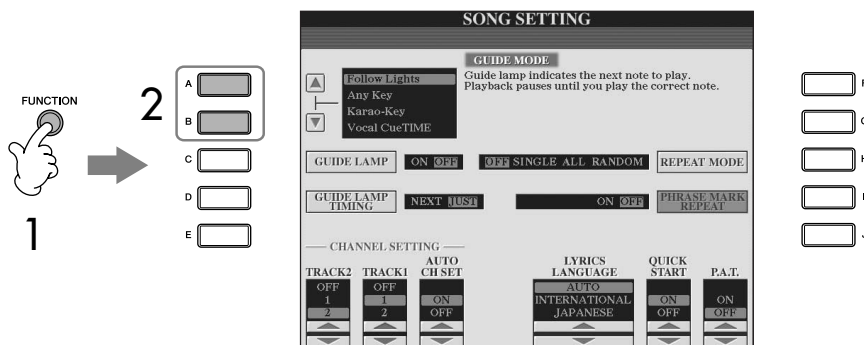 SONG SETTING
GUIDE MODE
Follow Lights
Any Key
Karao-Key
Vocal CueTIME
Guide lamp indicates the next note to play.
Playback pauses until you play the correct note.
FUNCTION
1
2
A
B
C
D
E
GUIDE LAMP ON OFF OFF SINGLE ALL RANDOM REPEAT MODE
GUIDE LAMP TIMING NEXT JUST ON OFF PHRASE MARK REPEAT
CHANNEL SETTING
TRACK2 TRACK1 AUTO CH SET LYRICS LANGUAGE QUICK START P.A.T.
OFF OFF AUTO
1 1 ON INTERNATIONAL ON ON
2 2 OFF JAPANESE OFF OFF